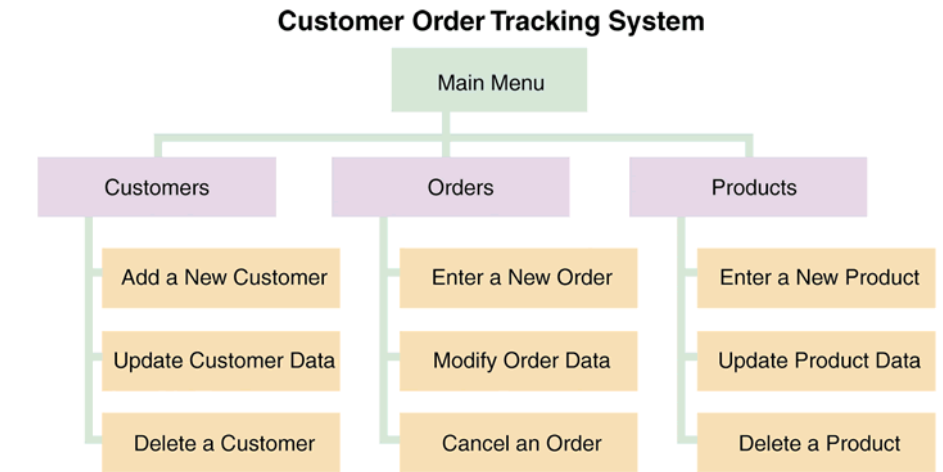 Customer Order Tracking System
Main Menu
Customers
Orders
Products
Add a New Customer
Enter a New Order
Enter a New Product
Update Customer Data
Modify Order Data
Update Product Data
Delete a Customer
Cancel an Order
Delete a Product